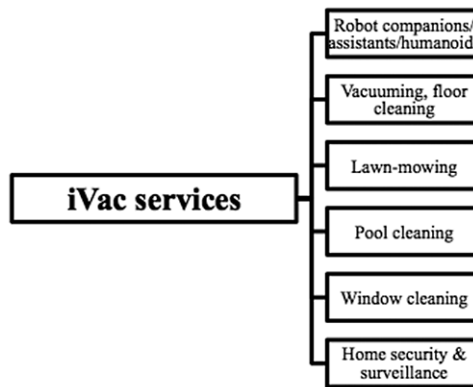 Robot companions/
assistants/humanoid
Vacuuming, floor
cleaning
Lawn-mowing
iVac services
Pool cleaning
Window cleaning
Home security &
surveillance